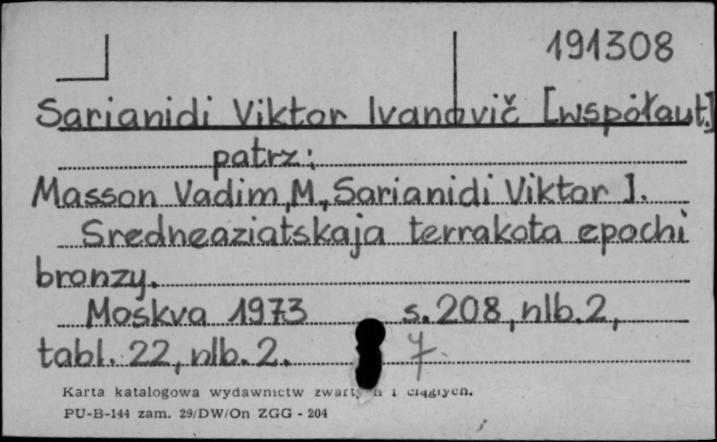 191308
Sarianidi Viktor Ivanovič [współaut.]
patrz:
Masson Vadim M., Sarianidi Viktor I.
Sredneaziatskaja terrakota epochi
bronzy.
Moskva 1973 s. 208, nlb. 2,
tabl. 22, nlb. 2. 7
Karta katalogowa wydawnictw zwartych i ciągłych.
PU-B-144 zam. 29/DW/On ZGG - 204